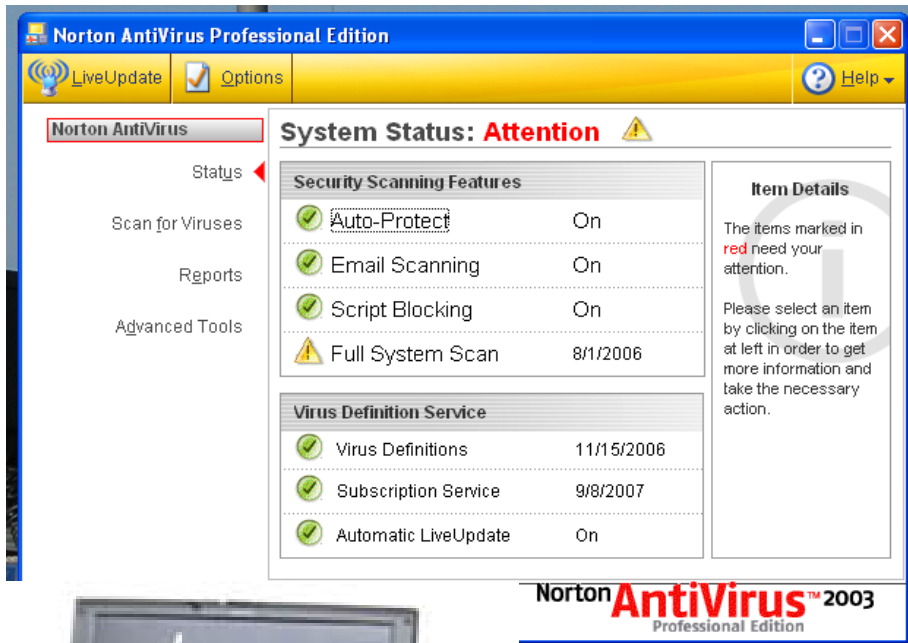 Norton AntiVirus Professional Edition
LiveUpdate Options Help
Norton AntiVirus
Status
Scan for Viruses
Reports
Advanced Tools
System Status: Attention
Security Scanning Features
Auto-Protect On
Email Scanning On
Script Blocking On
Full System Scan 8/1/2006
Virus Definition Service
Virus Definitions 11/15/2006
Subscription Service 9/8/2007
Automatic LiveUpdate On
Item Details
The items marked in
red need your
attention.
Please select an item
by clicking on the item
at left in order to get
more information and
take the necessary
action.
Norton AntiVirus™ 2003
Professional Edition